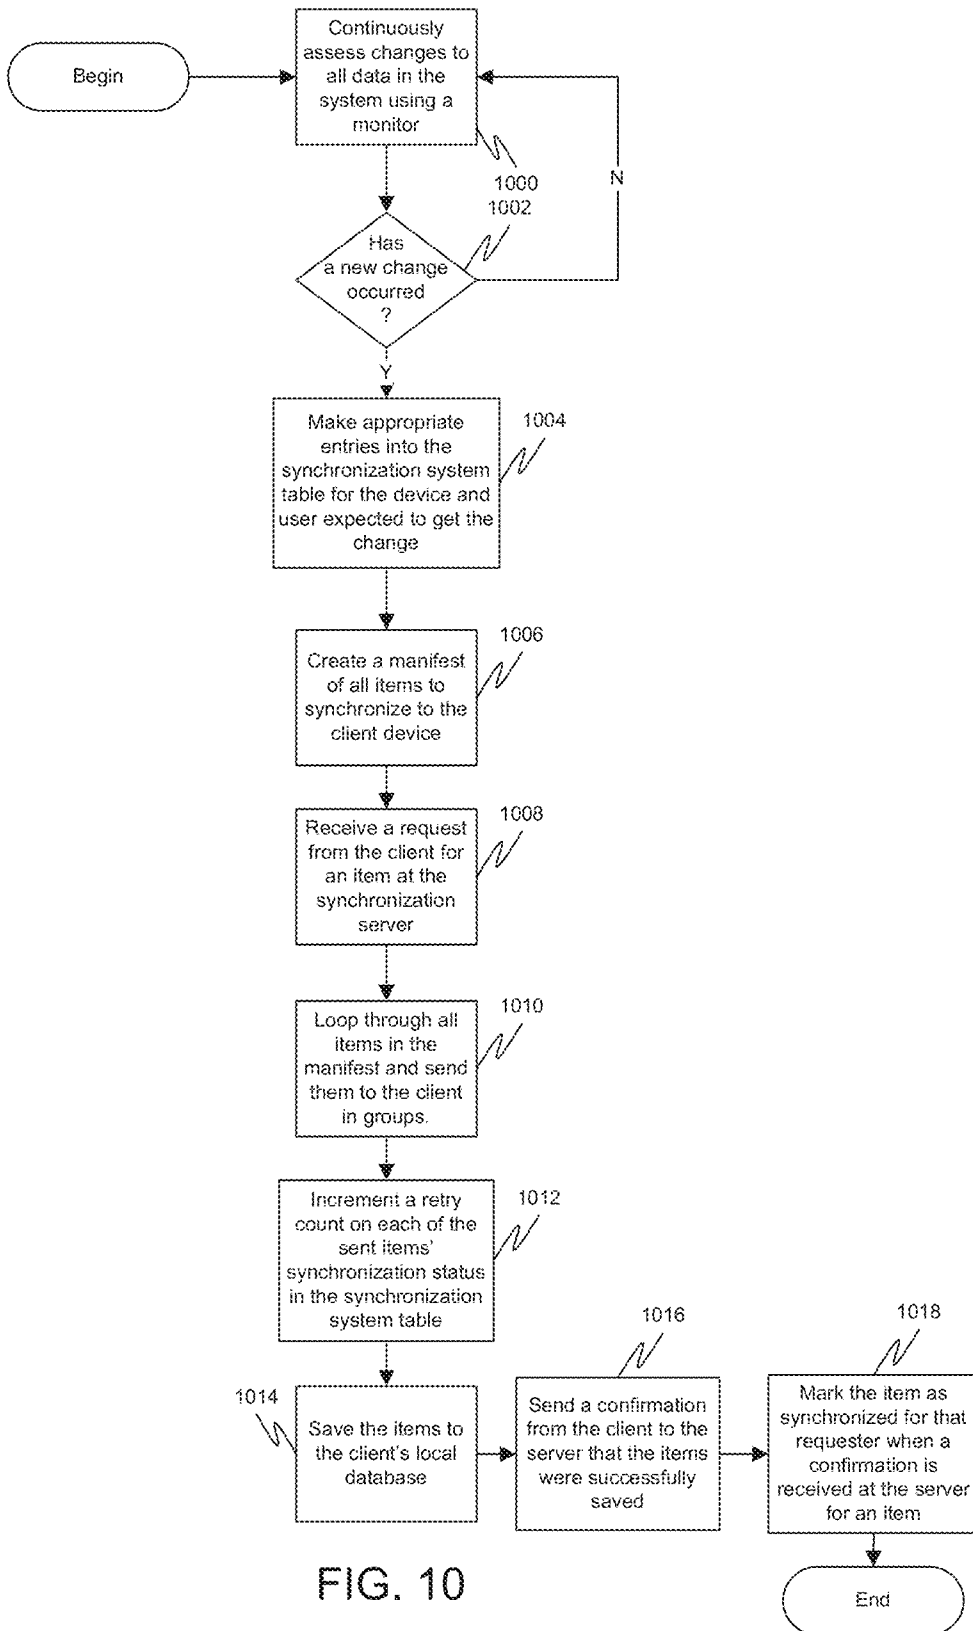 Begin
Continuously
assess changes to
all data in the
system using a
monitor
1000
1002
N
Has
a new change
occurred
?
Y
Make appropriate
entries into the
synchronization system
table for the device and
user expected to get the
change
1004
Create a manifest
of all items to
synchronize to the
client device
1006
Receive a request
from the client for
an item at the
synchronization
server
1008
Loop through all
items in the
manifest and send
them to the client
in groups.
1010
Increment a retry
count on each of the
sent items'
synchronization status
in the synchronization
system table
1012
1014
Save the items to
the client's local
database
1016
Send a confirmation
from the client to
the server that the
items were
successfully
saved
1018
Mark the item as
synchronized for that
requester when a
confirmation is
received at the server
for an item
End
FIG. 10